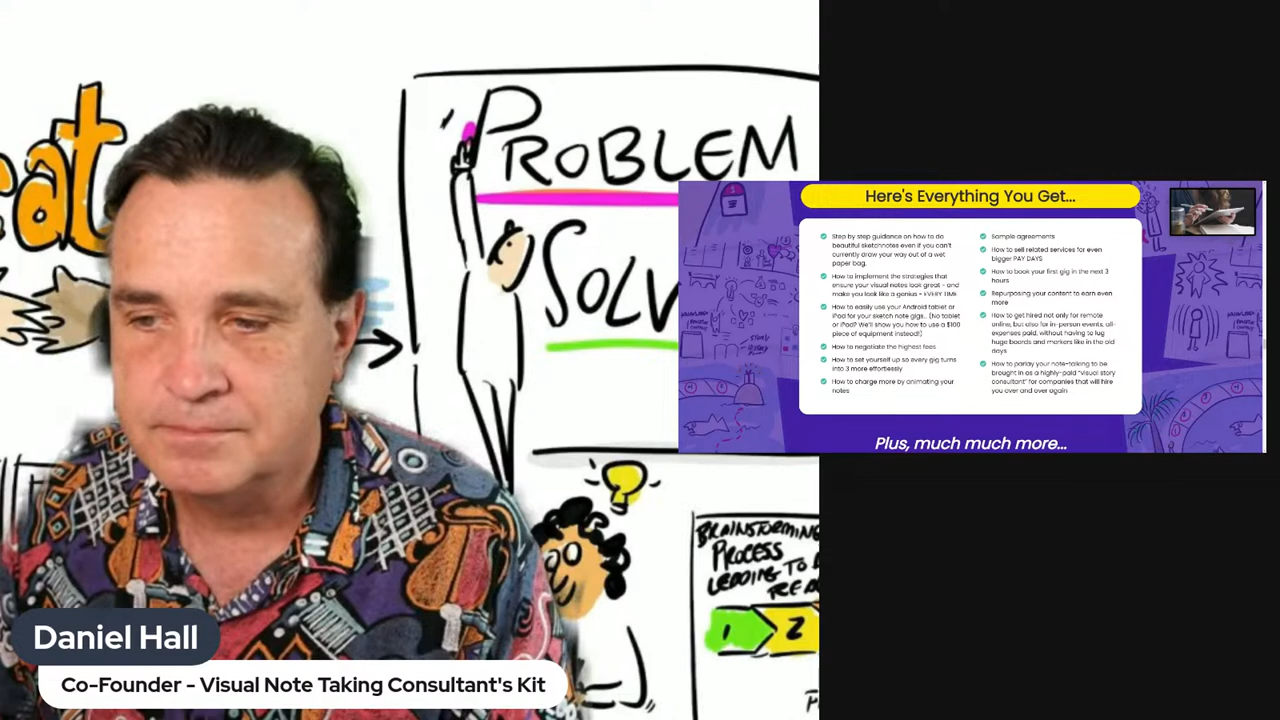 eat
PROBLEM
SOLV
BRAINSTORMING
PROCESS
LEADING TO
1 2
Daniel Hall
Co-Founder - Visual Note Taking Consultant's Kit
Here's Everything You Get...
Step by step guidance on how to do
beautiful sketchnotes even if you can't
currently draw your way out of a wet
paper bag.
How to implement the strategies that
ensure your visual notes look great - and
make you look like a genius - EVERY TIME
How to easily use your Android tablet or
iPad for your sketch note gigs... (No tablet
or iPad? We'll show you how to use a $100
piece of equipment instead!)
How to negotiate the highest fees
How to set yourself up so every gig turns
into 3 more effortlessly
How to charge more by animating your
notes
Sample agreements
How to sell related services for even
bigger PAY DAYS
How to book your first gig in the next 3
hours
Repurposing your content to earn even
more
How to get hired not only for remote
online, but also for in-person events, all-
expenses paid, without having to lug
huge boards and markers like in the old
days
How to parlay your note-talking to be
brought in as a highly-paid "visual story
consultant" for companies that will hire
you over and over again
Plus, much much more...